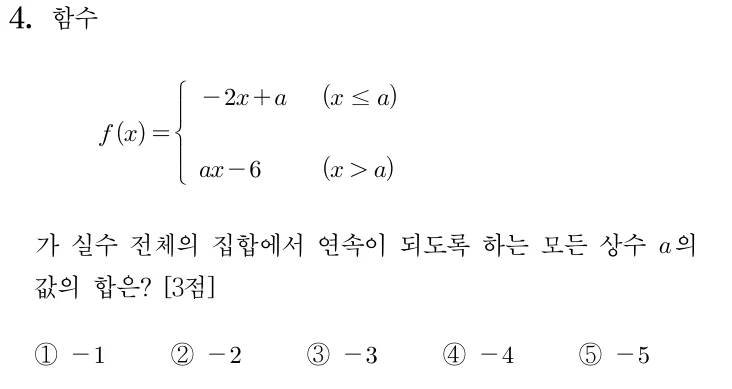 4. 함수
f(x) = { -2x+a (x ≤ a)
ax-6 (x > a)
가 실수 전체의 집합에서 연속이 되도록 하는 모든 상수 a의
값의 합은? [3점]
① -1 ② -2 ③ -3 ④ -4 ⑤ -5